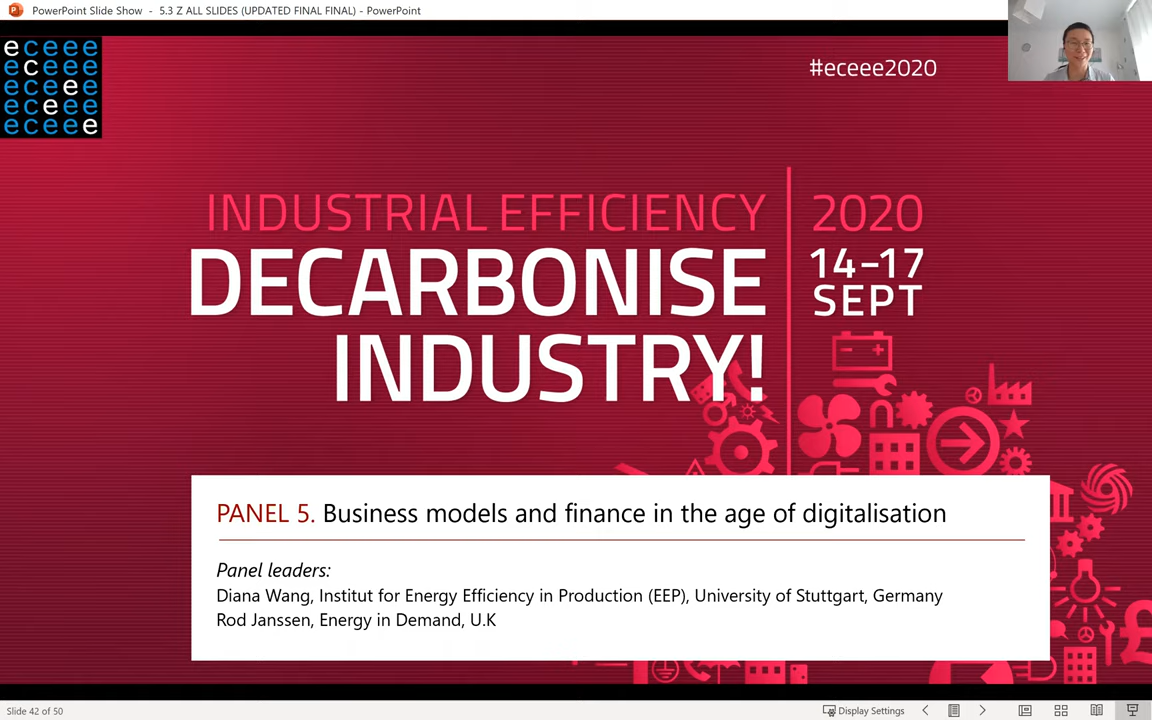 PowerPoint Slide Show - 5.3 Z ALL SLIDES (UPDATED FINAL FINAL) - PowerPoint
eceee
eceee
eceee
eceee
eceee
#eceee2020
INDUSTRIAL EFFICIENCY
DECARBONISE
INDUSTRY!
2020
14–17
SEPT
PANEL 5. Business models and finance in the age of digitalisation
Panel leaders:
Diana Wang, Institut for Energy Efficiency in Production (EEP), University of Stuttgart, Germany
Rod Janssen, Energy in Demand, U.K
Slide 42 of 50
Display Settings